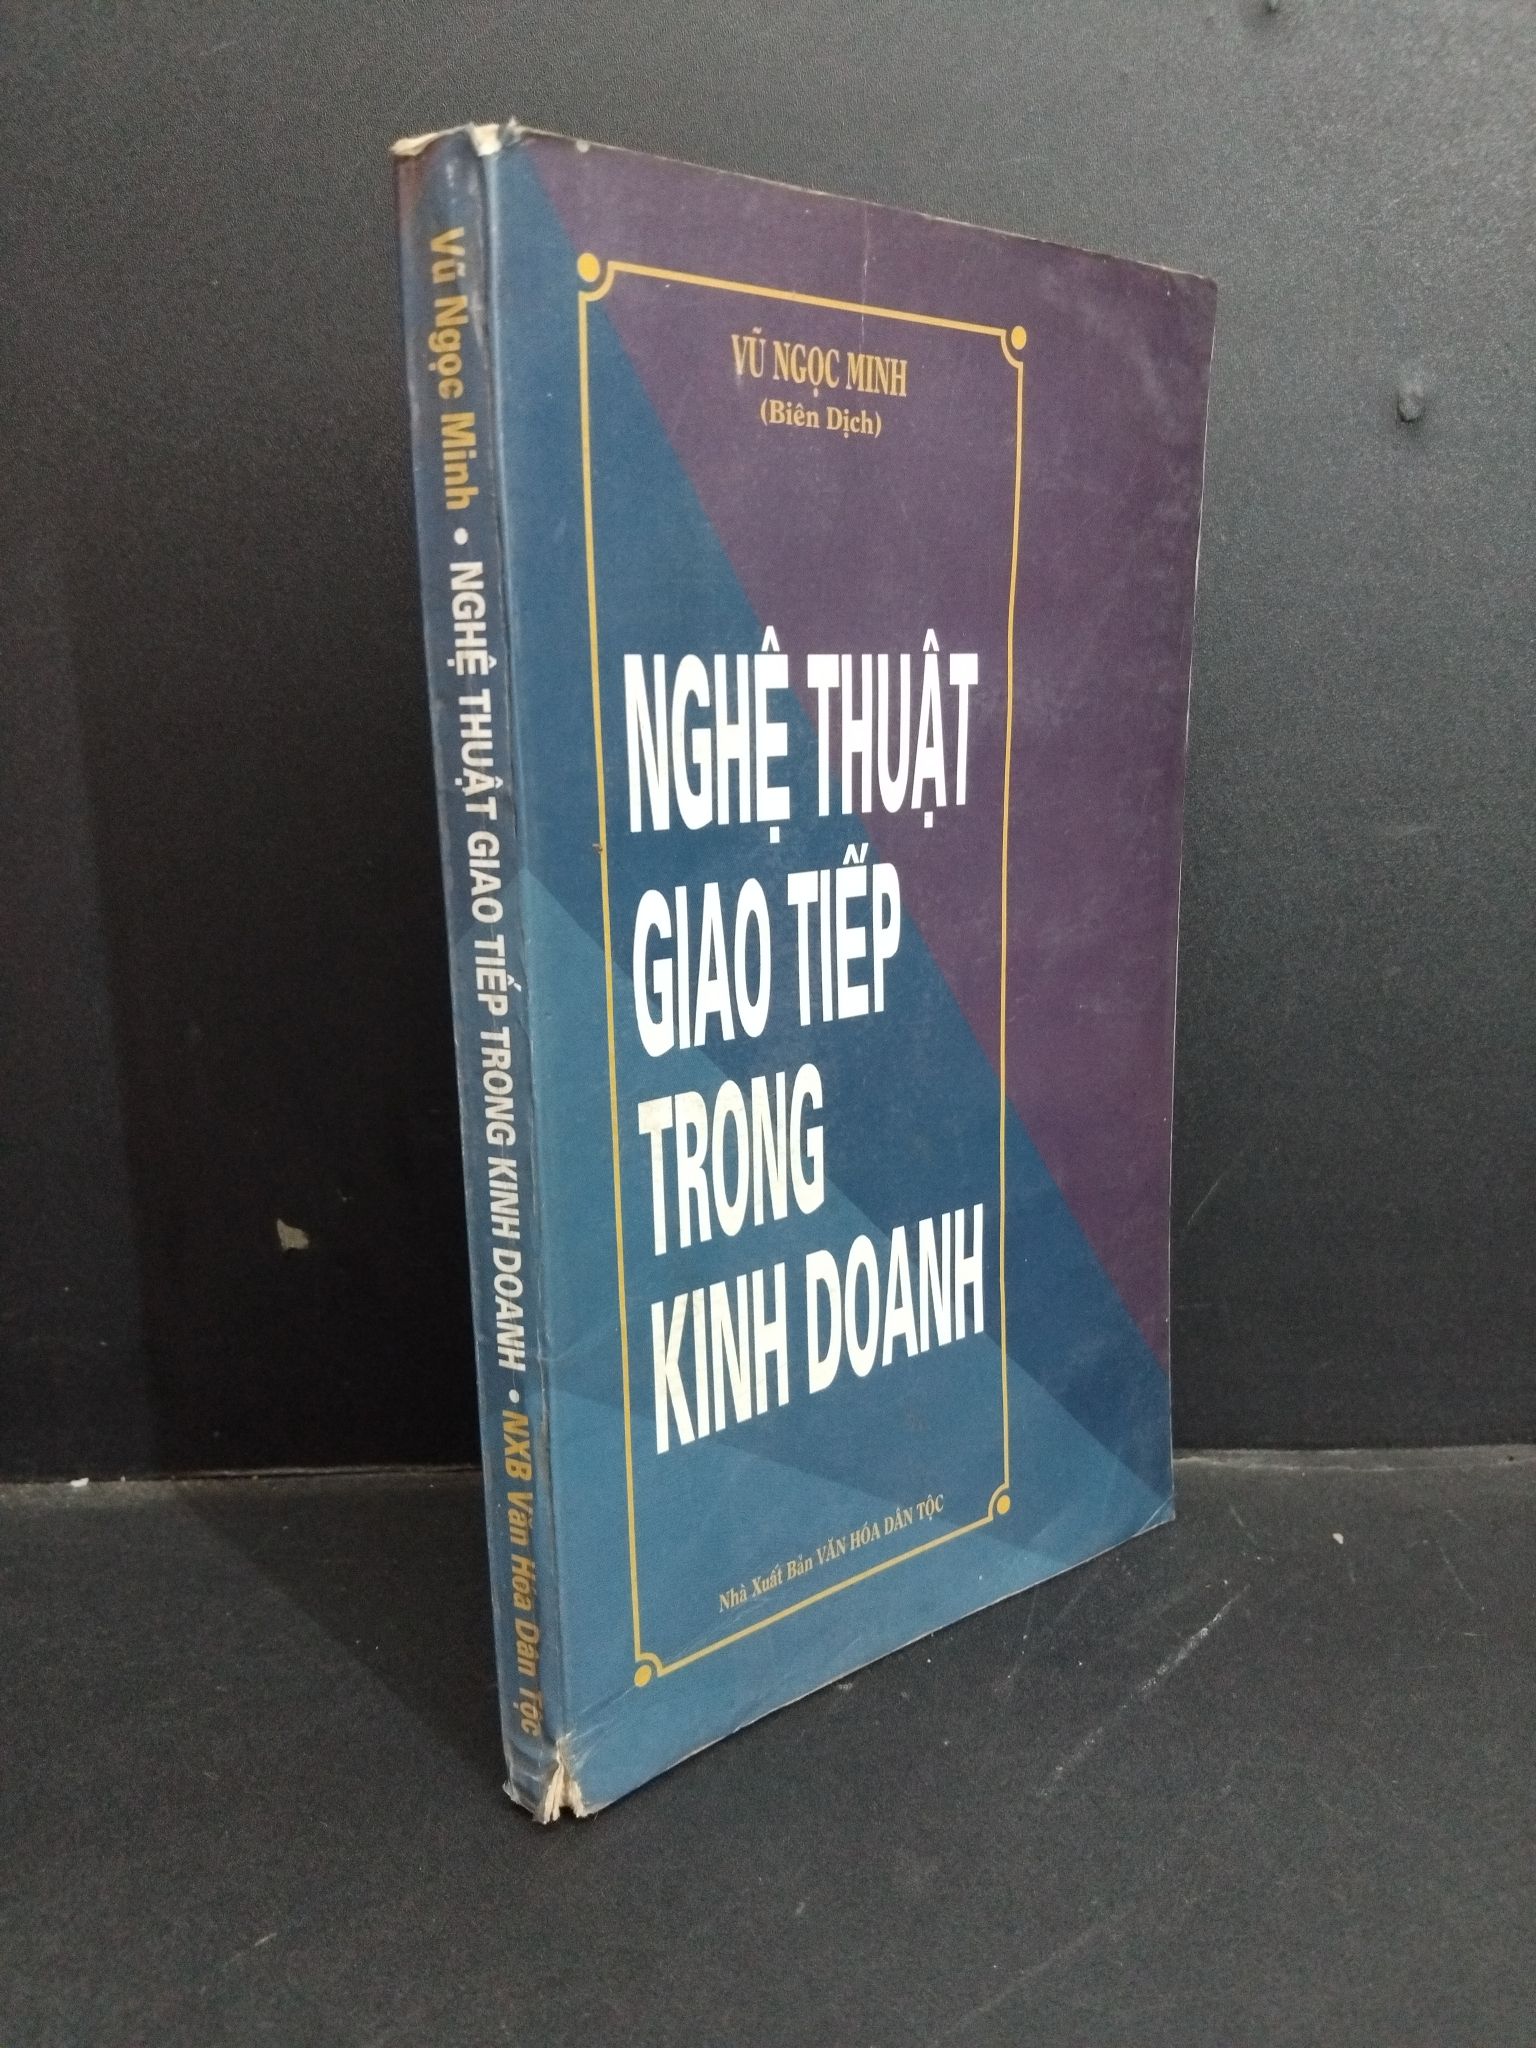 Vũ Ngọc Minh • NGHỆ THUẬT GIAO TIẾP TRONG KINH DOANH • NXB Văn Hóa Dân Tộc
VŨ NGỌC MINH
(Biên Dịch)
NGHỆ THUẬT
GIAO TIẾP
TRONG
KINH DOANH
Nhà Xuất Bản VĂN HÓA DÂN TỘC